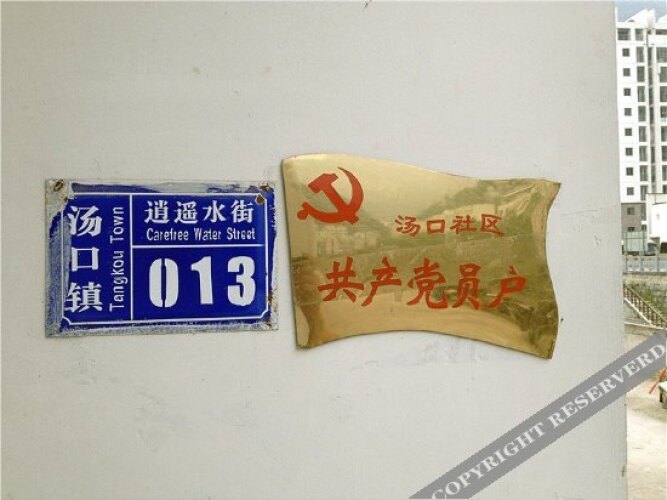 汤口镇
Tangkou Town
逍遥水街
Carefree Water Street
013
汤口社区
共产党员户
COPYRIGHT RESERVERD